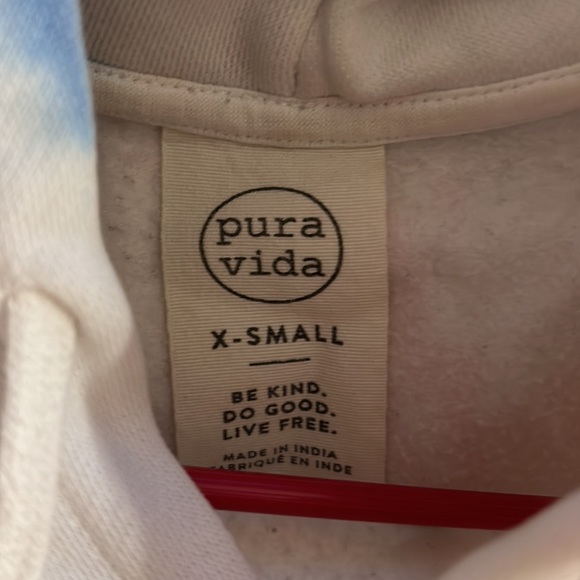 pura
vida
X-SMALL
BE KIND.
DO GOOD.
LIVE FREE.
MADE IN INDIA
FABRIQUÉ EN INDE